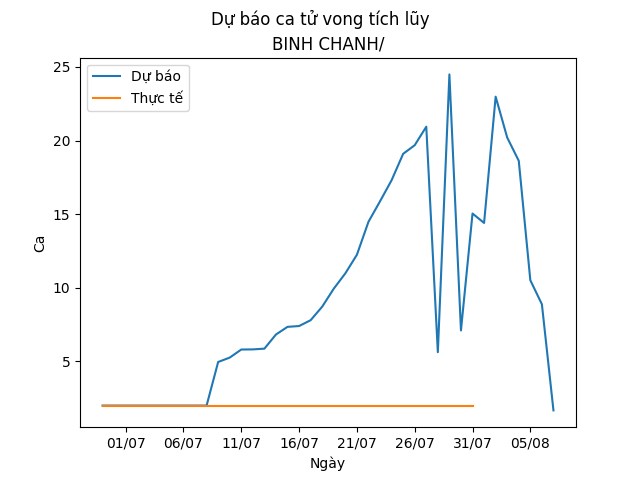 Dự báo ca tử vong tích lũy
BINH CHANH/
Dự báo
Thực tế
Ca
25
20
15
10
5
01/07 06/07 11/07 16/07 21/07 26/07 31/07 05/08
Ngày